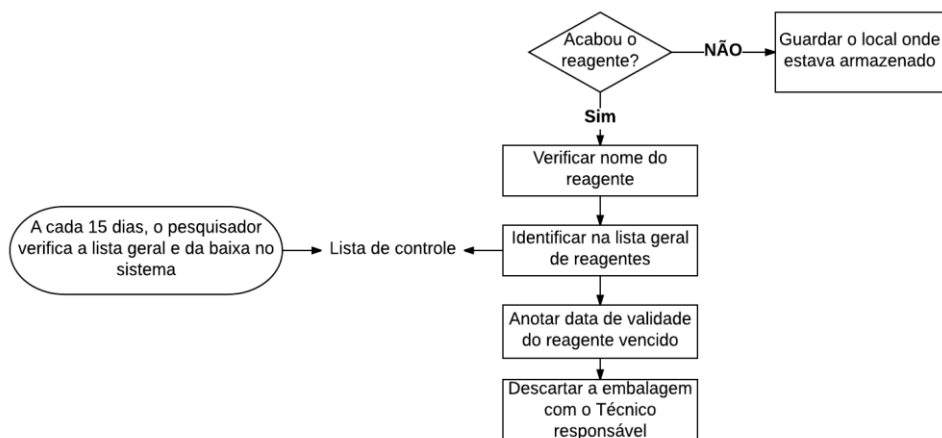 Acabou o
reagente?
NÃO
Guardar o local onde
estava armazenado
Sim
Verificar nome do
reagente
A cada 15 dias, o pesquisador
verifica a lista geral e da baixa no
sistema
Lista de controle
Identificar na lista geral
de reagentes
Anotar data de validade
do reagente vencido
Descartar a embalagem
com o Técnico
responsável